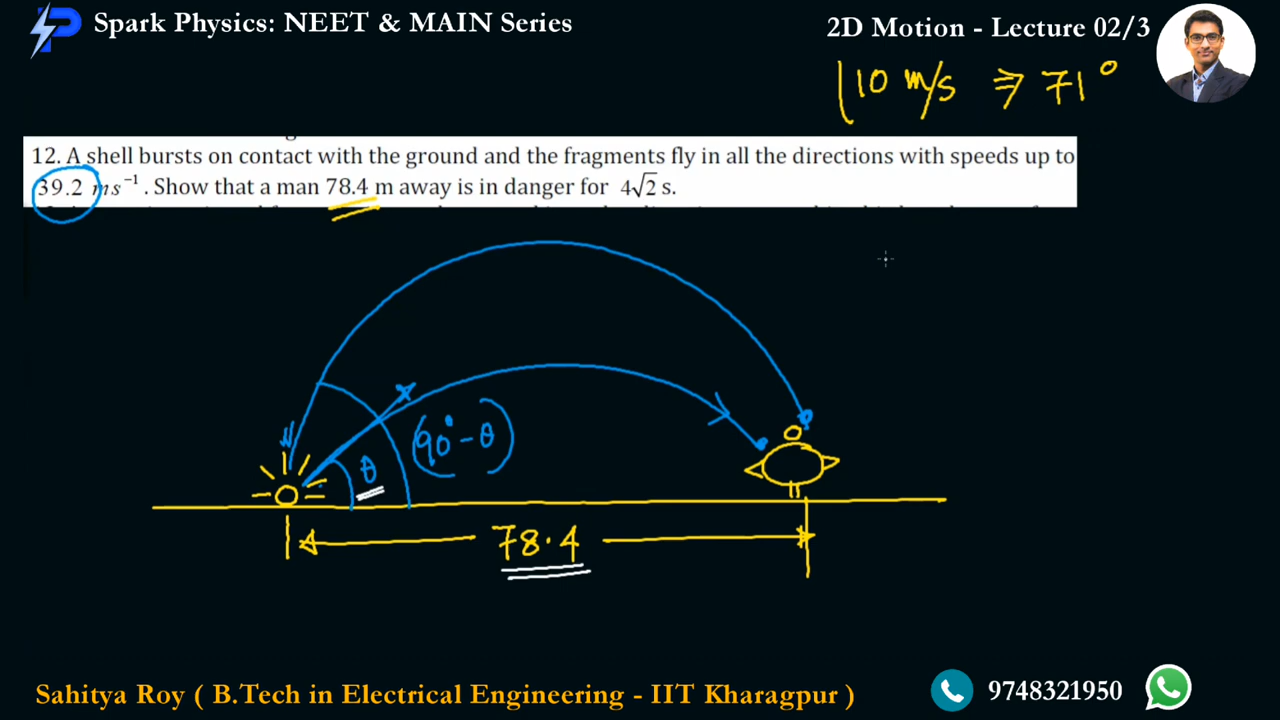 Spark Physics: NEET & MAIN Series
2D Motion - Lecture 02/3
110 m/s ⇒ 71°
12. A shell bursts on contact with the ground and the fragments fly in all the directions with speeds up to
39.2 ms⁻¹. Show that a man 78.4 m away is in danger for 4√2 s.
(90° - θ)
θ
78.4
Sahitya Roy ( B.Tech in Electrical Engineering - IIT Kharagpur )
9748321950